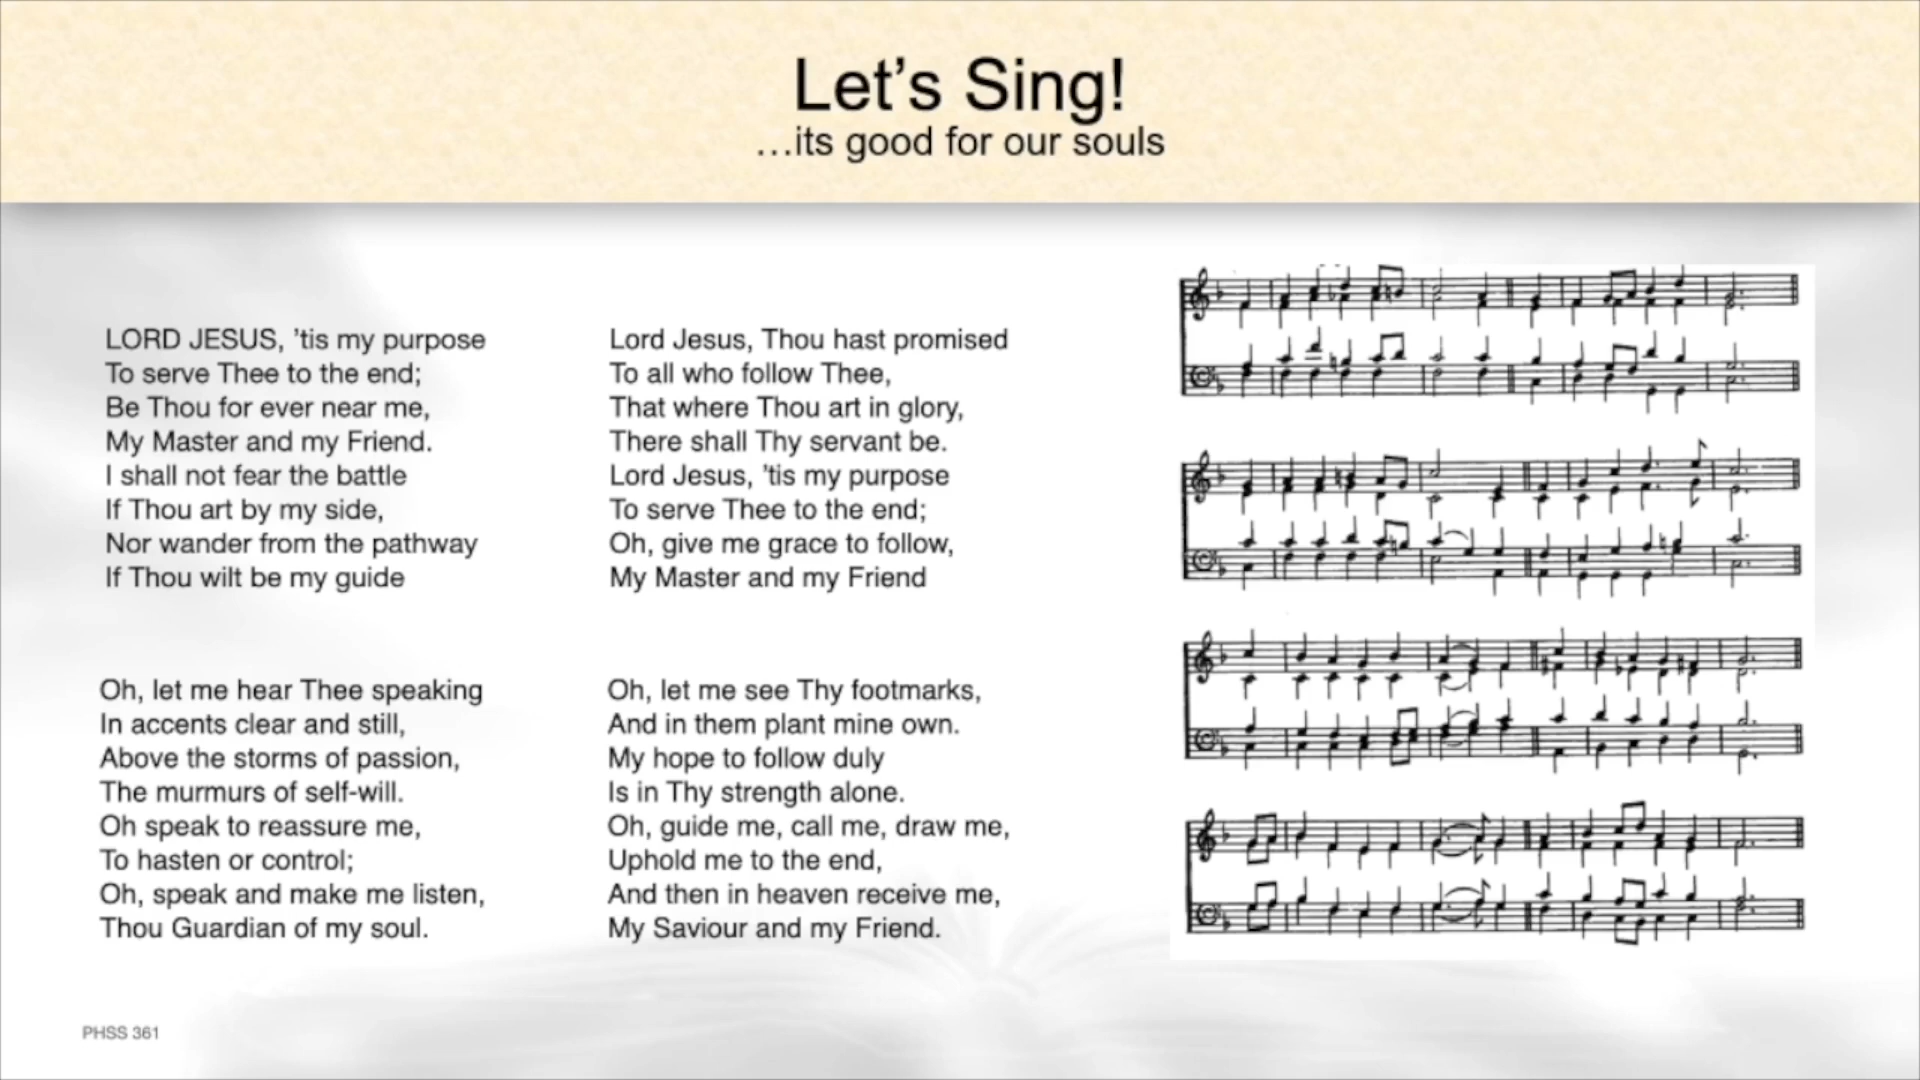 Let’s Sing!
…its good for our souls
LORD JESUS, ’tis my purpose
To serve Thee to the end;
Be Thou for ever near me,
My Master and my Friend.
I shall not fear the battle
If Thou art by my side,
Nor wander from the pathway
If Thou wilt be my guide
Oh, let me hear Thee speaking
In accents clear and still,
Above the storms of passion,
The murmurs of self-will.
Oh speak to reassure me,
To hasten or control;
Oh, speak and make me listen,
Thou Guardian of my soul.
Lord Jesus, Thou hast promised
To all who follow Thee,
That where Thou art in glory,
There shall Thy servant be.
Lord Jesus, ’tis my purpose
To serve Thee to the end;
Oh, give me grace to follow,
My Master and my Friend
Oh, let me see Thy footmarks,
And in them plant mine own.
My hope to follow duly
Is in Thy strength alone.
Oh, guide me, call me, draw me,
Uphold me to the end,
And then in heaven receive me,
My Saviour and my Friend.
PHSS 361